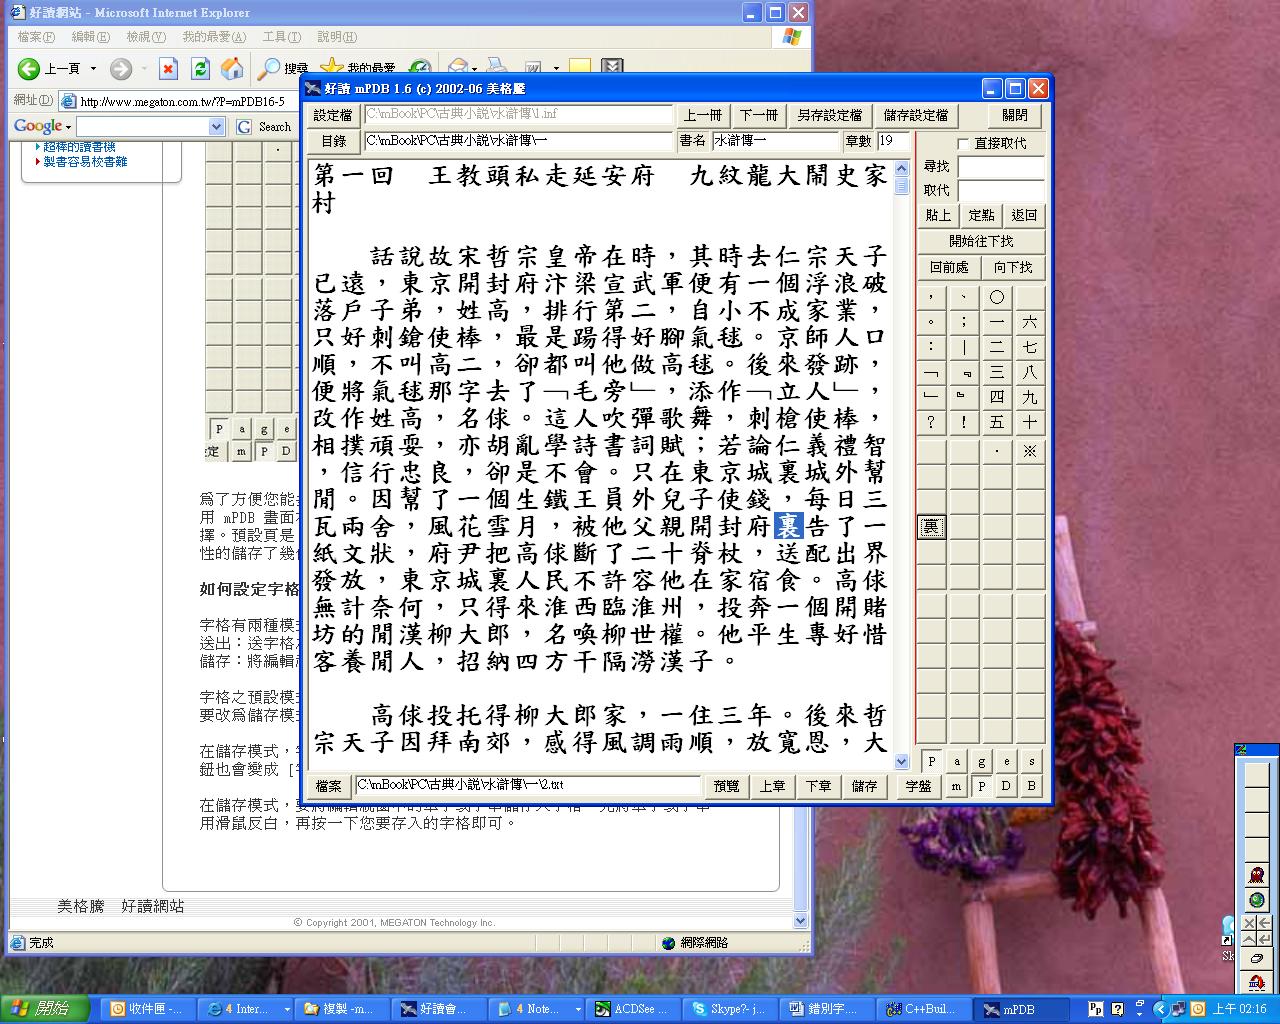 好讀網站 - Microsoft Internet Explorer
檔案(F) 編輯(E) 檢視(V) 我的最愛(A) 工具(T) 說明(H)
上一頁 搜尋 我的最愛
網址(D) http://www.megaton.com.tw/?P=mPDB16-5
Google Search
超棒的讀書機
製書容易校書難
P a g e
定 m P D
為了方便您能
用 mPDB 畫面
擇。預設頁是
性的儲存了幾
如何設定字格
字格有兩種模
送出：送字格
儲存：將編輯
字格之預設模
要改為儲存模
在儲存模式，
鈕也會變成 [
在儲存模式，要將編輯視窗中的單字或字串儲存入字格，先將單字或字串
用滑鼠反白，再按一下您要存入的字格即可。
美格騰 好讀網站
© Copyright 2001, MEGATON Technology Inc.
完成 網際網路
好讀 mPDB 1.6 (c) 2002-06 美格騰
設定檔 C:\mBook\PC\古典小說\水滸傳\1.inf 上一冊 下一冊 另存設定檔 儲存設定檔 關閉
目錄 C:\mBook\PC\古典小說\水滸傳\一 書名 水滸傳一 章數 19 直接取代
第一回 王教頭私走延安府 九紋龍大鬧史家
村
話說故宋哲宗皇帝在時，其時去仁宗天子
已遠，東京開封府汴梁宣武軍便有一個浮浪破
落戶子弟，姓高，排行第二，自小不成家業，
只好刺鎗使棒，最是踢得好腳氣毬。京師人口
順，不叫高二，卻都叫他做高毬。後來發跡，
便將氣毬那字去了﹁毛旁﹂，添作﹁立人﹂，
改作姓高，名俅。這人吹彈歌舞，刺槍使棒，
相撲頑耍，亦胡亂學詩書詞賦；若論仁義禮智
，信行忠良，卻是不會。只在東京城裏城外幫
閒。因幫了一個生鐵王員外兒子使錢，每日三
瓦兩舍，風花雪月，被他父親開封府裏告了一
紙文狀，府尹把高俅斷了二十脊杖，送配出界
發放，東京城裏人民不許容他在家宿食。高俅
無計奈何，只得來淮西臨淮州，投奔一個開賭
坊的閒漢柳大郎，名喚柳世權。他平生專好惜
客養閒人，招納四方干隔澇漢子。
高俅投托得柳大郎家，一住三年。後來哲
宗天子因拜南郊，感得風調雨順，放寬恩，大
尋找
取代
貼上 定點 返回
開始往下找
回前處 向下找
， 、 ○
。 ； 一 六
： ｜ 二 七
﹁ ﹃ 三 八
﹂ ﹄ 四 九
？ ！ 五 十
· ※
裏
P a g e s
檔案 C:\mBook\PC\古典小說\水滸傳\一\2.txt 預覽 上章 下章 儲存 字盤 m P D B
Sk
開始 收件匣 -... 4 Inter... 複製 -m... 好讀會... 4 Note... ACDSee ... Skype?- j... 錯別字... C++Buil... mPDB 上午 02:16